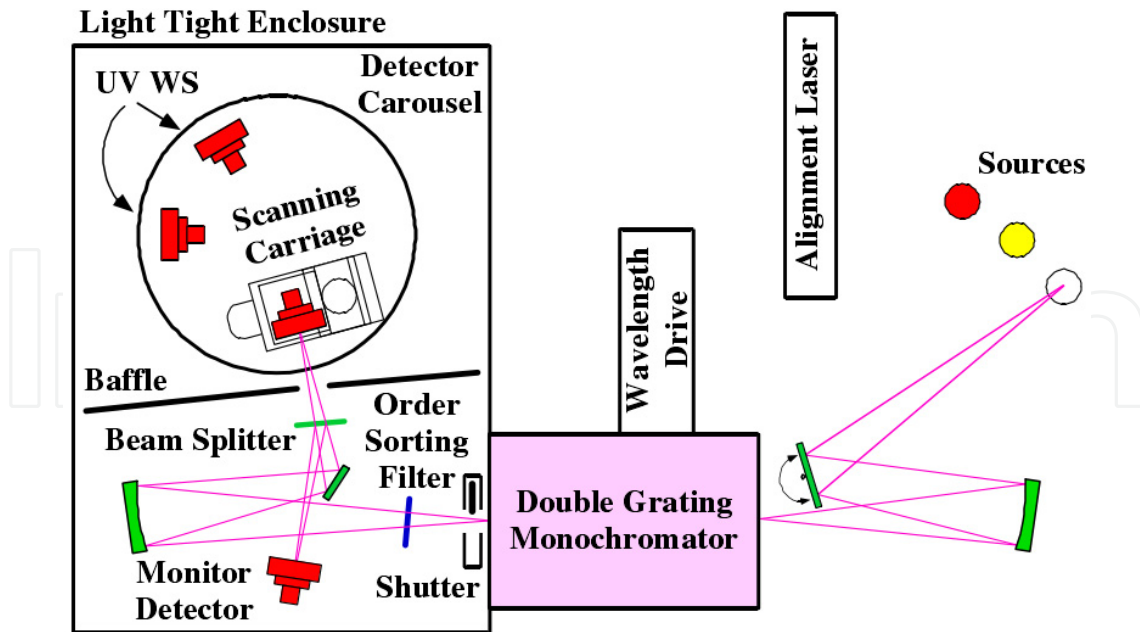 Light Tight Enclosure
UV WS
Detector
Carousel
Scanning
Carriage
Baffle
Beam Splitter
Order
Sorting
Filter
Monitor
Detector
Shutter
Double Grating
Monochromator
Wavelength
Drive
Alignment Laser
Sources